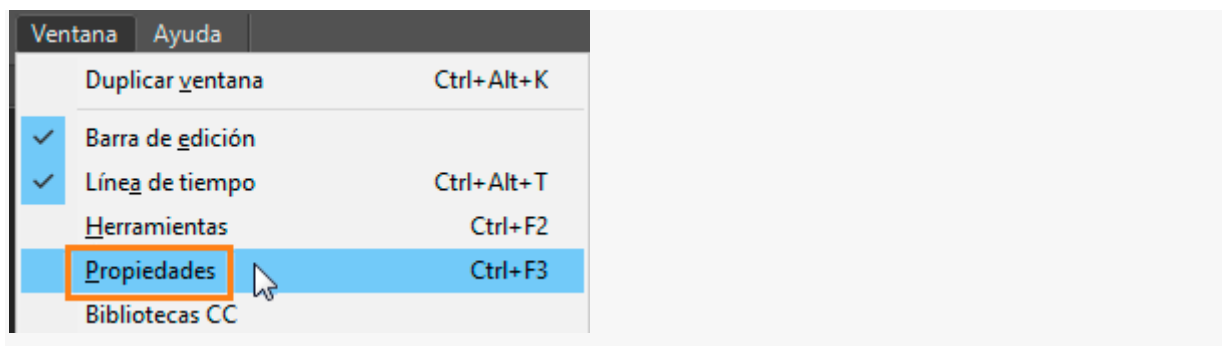 Ventana Ayuda
Duplicar ventana Ctrl+Alt+K
Barra de edición
Línea de tiempo Ctrl+Alt+T
Herramientas Ctrl+F2
Propiedades Ctrl+F3
Bibliotecas CC